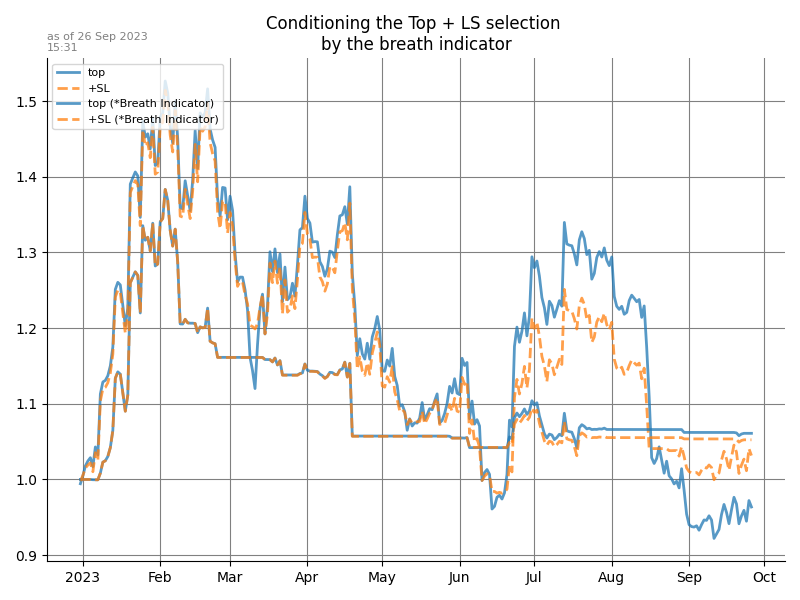 Conditioning the Top + LS selection
by the breath indicator
as of 26 Sep 2023
15:31
top
+SL
top (*Breath Indicator)
+SL (*Breath Indicator)
1.5
1.4
1.3
1.2
1.1
1.0
0.9
2023 Feb Mar Apr May Jun Jul Aug Sep Oct